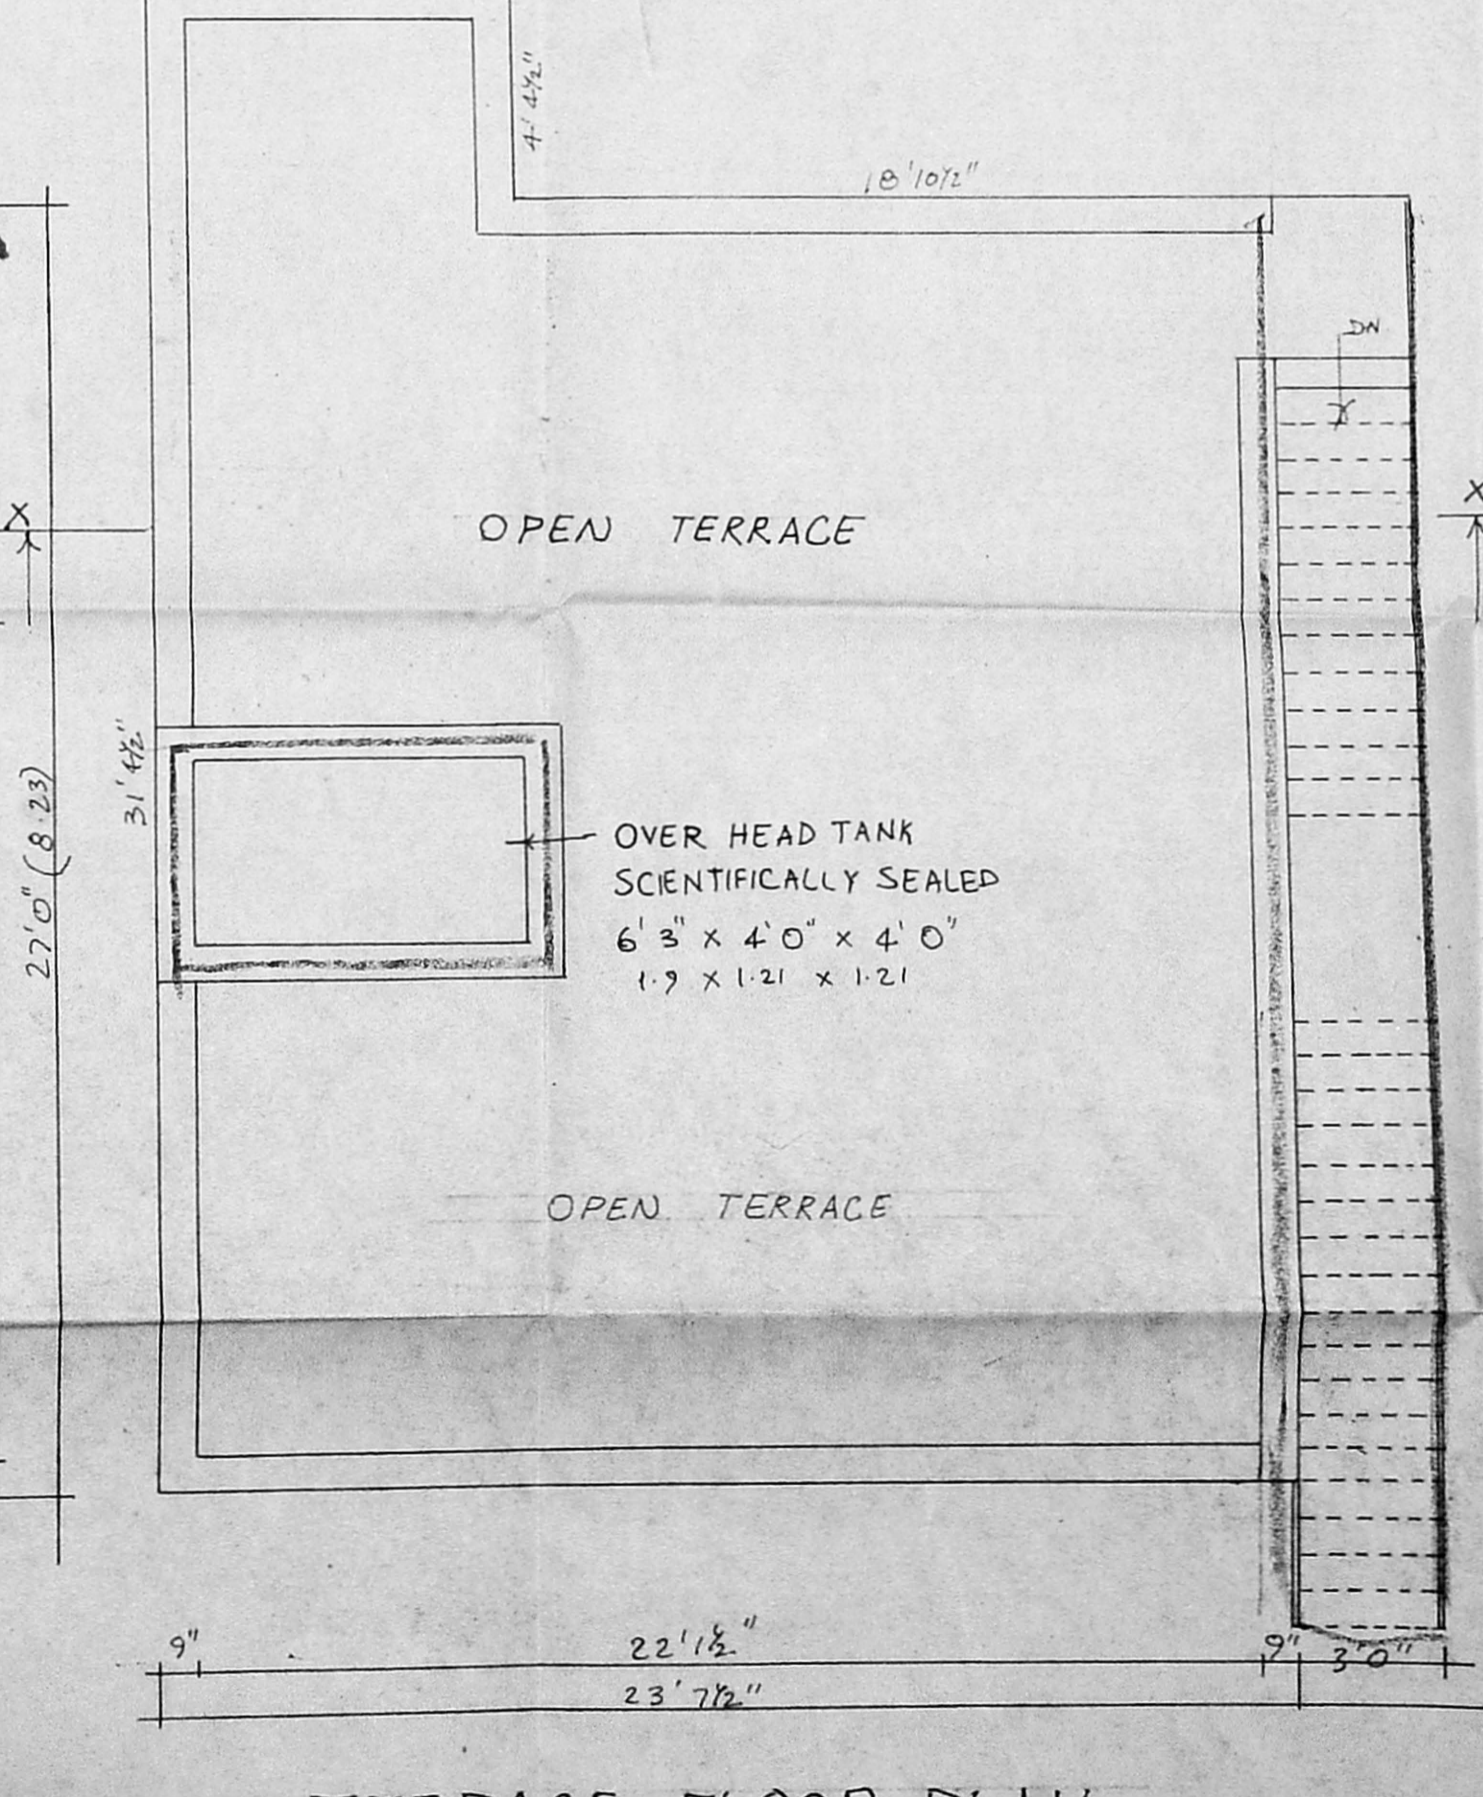 4' 4½"
18'10½"
DN
X
X
OPEN TERRACE
31' 4½"
27'0" (8.23)
OVER HEAD TANK
SCIENTIFICALLY SEALED
6' 3" X 4' 0" X 4' 0"
1.9 X 1.21 X 1.21
OPEN TERRACE
9" 22'1½" 9" 3'0"
23' 7½"